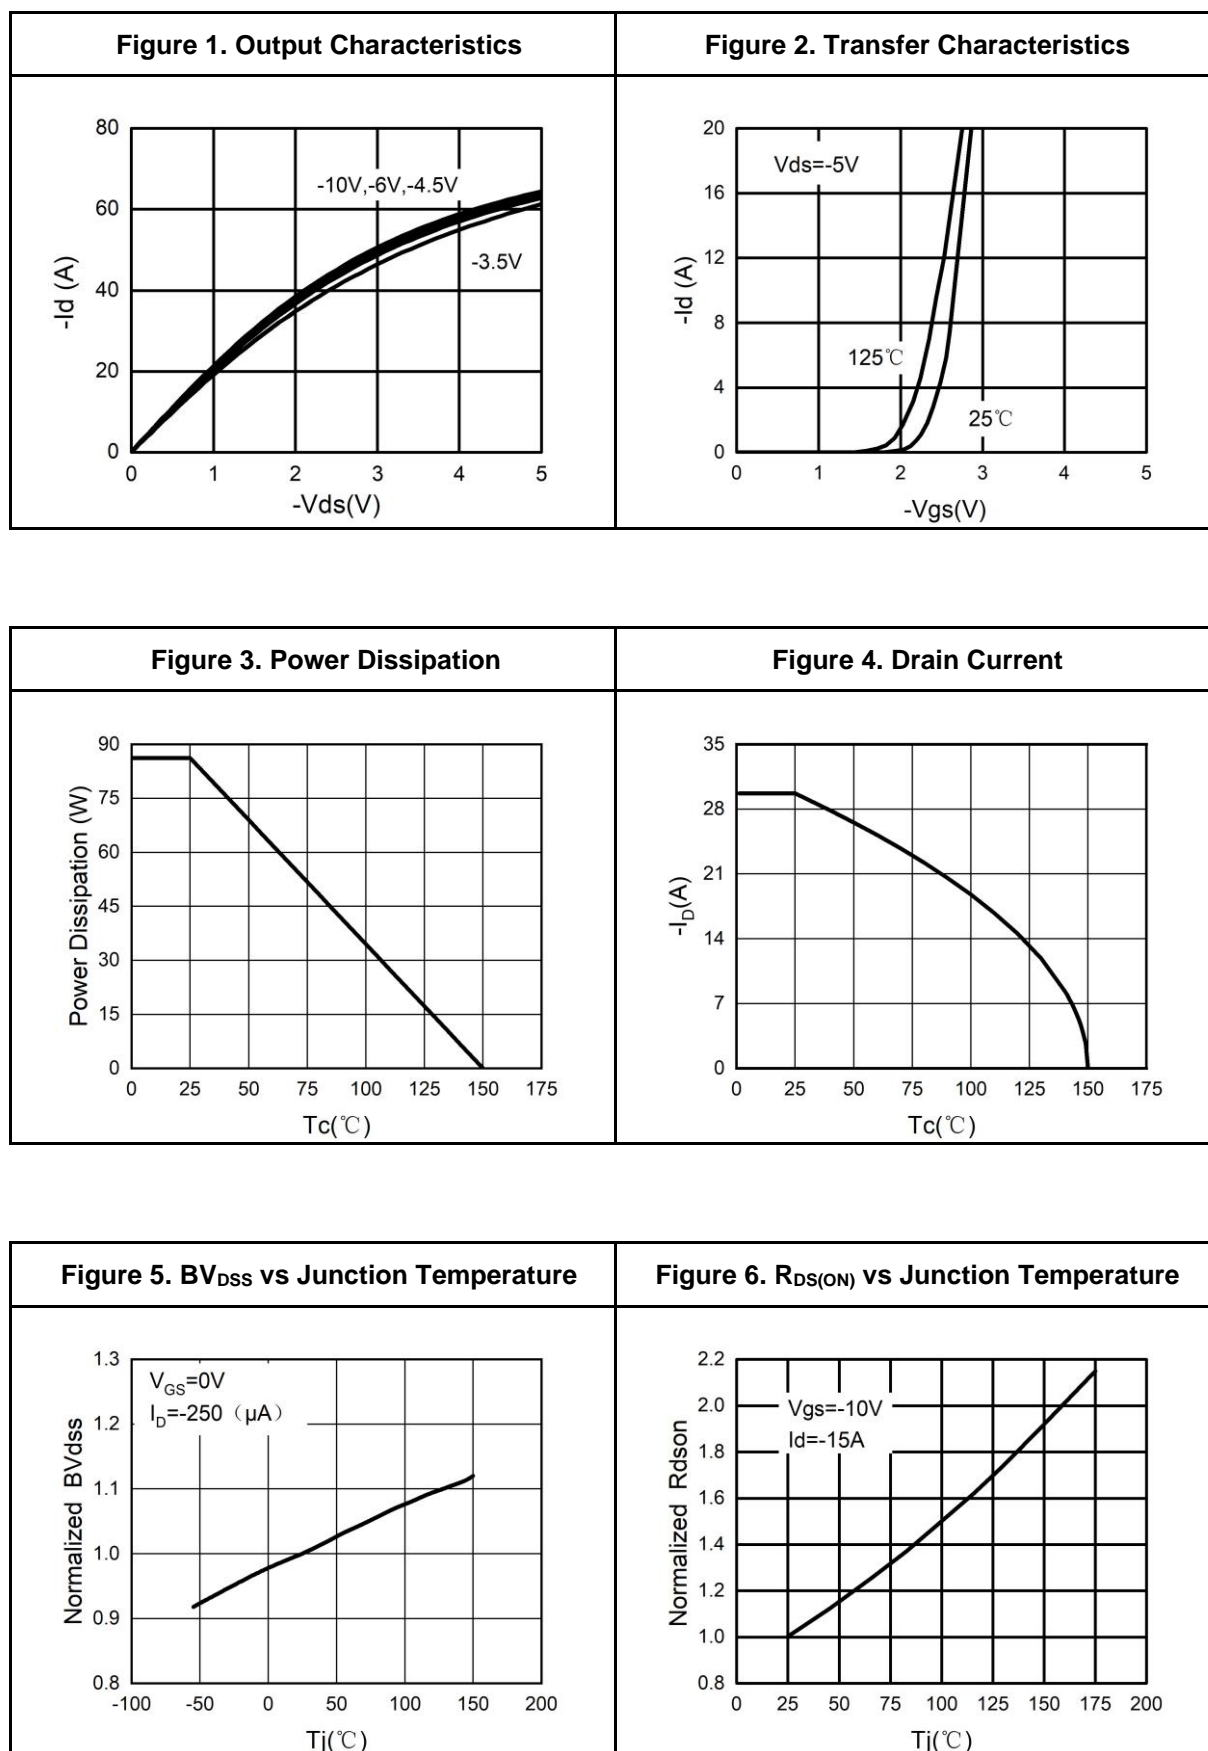 Figure 1. Output Characteristics
80
60
40
20
0
-Id (A)
-10V,-6V,-4.5V
-3.5V
0 1 2 3 4 5
-Vds(V)
Figure 2. Transfer Characteristics
20
16
12
8
4
0
-Id (A)
Vds=-5V
125℃
25℃
0 1 2 3 4 5
-Vgs(V)
Figure 3. Power Dissipation
90
75
60
45
30
15
0
Power Dissipation (W)
0 25 50 75 100 125 150 175
Tc(℃)
Figure 4. Drain Current
35
28
21
14
7
0
-ID(A)
0 25 50 75 100 125 150 175
Tc(℃)
Figure 5. BVDSS vs Junction Temperature
1.3
1.2
1.1
1.0
0.9
0.8
Normalized BVdss
VGS=0V
ID=-250（μA）
-100 -50 0 50 100 150 200
Tj(℃)
Figure 6. RDS(ON) vs Junction Temperature
2.2
2.0
1.8
1.6
1.4
1.2
1.0
0.8
Normalized Rdson
Vgs=-10V
Id=-15A
0 25 50 75 100 125 150 175 200
Tj(℃)